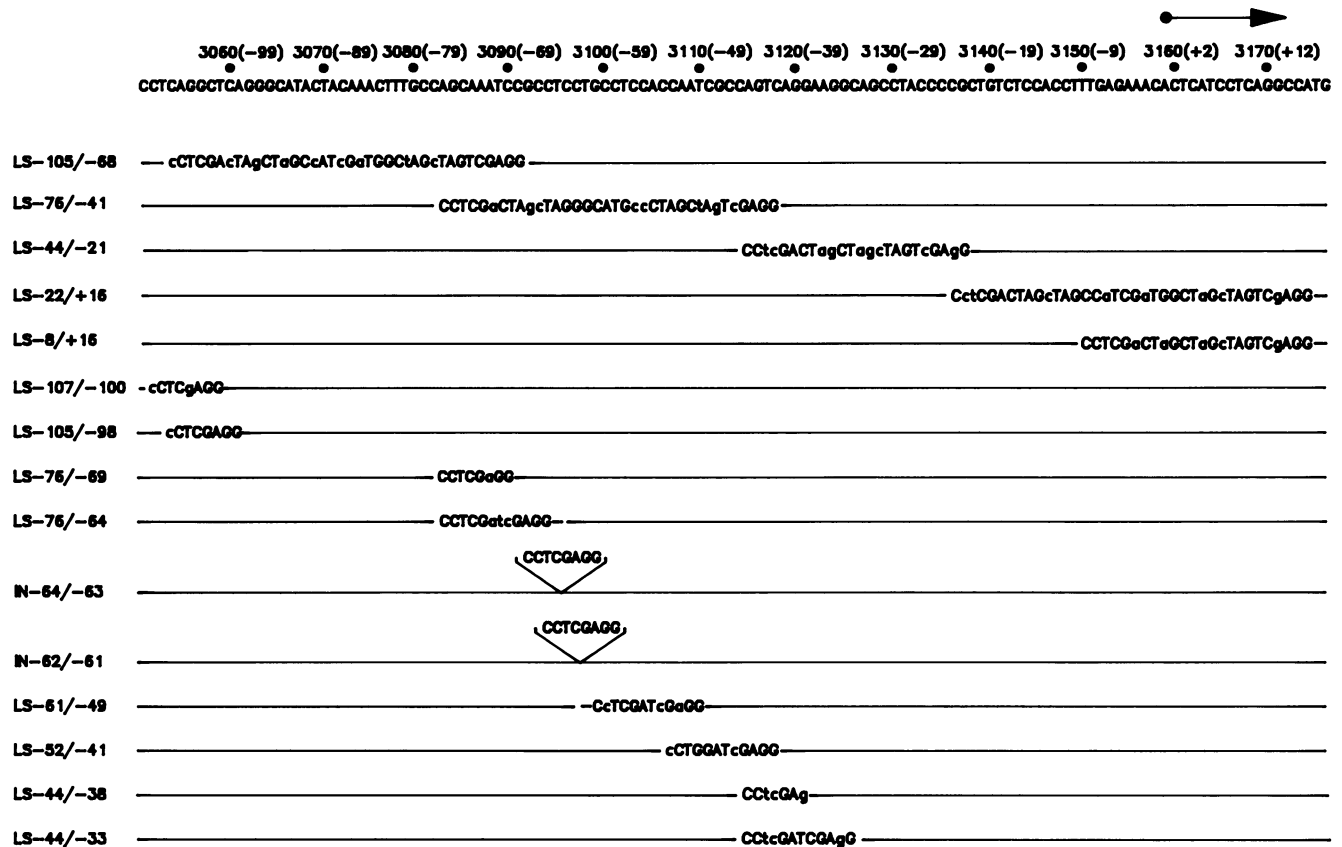 3060(-99) 3070(-89) 3080(-79) 3090(-69) 3100(-59) 3110(-49) 3120(-39) 3130(-29) 3140(-19) 3150(-9) 3160(+2) 3170(+12)
CCTCAGGCTCAGGGCATACTACAAACTTTGCCAGCAAATCCGCCTCCTGCCTCCACCAATCGCCAGTCAGGAAGGCAGCCTACCCCGCTGTCTCCACCTTTGAGAAACACTCATCCTCAGGCCATG
LS-105/-68 cCTCGAcTAgCTaGCcATcGaTGGCtAGcTAGTCGAGG
LS-76/-41 CCTCGaCTAgcTAGGGCATGccCTAGCtAgTcGAGG
LS-44/-21 CCtcGACTagCTagcTAGTcGAgG
LS-22/+16 CctCGACTAGcTAGCCaTCGaTGGCTaGcTAGTCgAGG
LS-8/+16 CCTCGaCTaGCTaGcTAGTCgAGG
LS-107/-100 cCTCgAGG
LS-105/-98 cCTCGAGG
LS-76/-69 CCTCGaGG
LS-76/-64 CCTCGatcGAGG-
CCTCGAGG
IN-64/-63
CCTCGAGG
IN-62/-61
LS-61/-49 -CcTCGATcGaGG
LS-52/-41 cCTGGATcGAGG
LS-44/-38 CCtcGAg
LS-44/-33 CCtcGATCGAgG